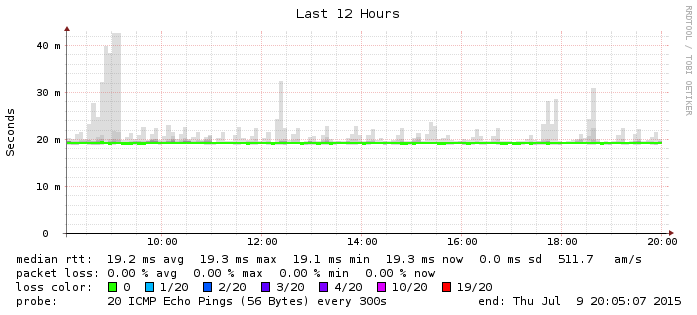 Last 12 Hours
RRDTOOL / TOBI OETIKER
Seconds
40 m
30 m
20 m
10 m
0
10:00 12:00 14:00 16:00 18:00 20:00
median rtt: 19.2 ms avg 19.3 ms max 19.1 ms min 19.3 ms now 0.0 ms sd 511.7 am/s
packet loss: 0.00 % avg 0.00 % max 0.00 % min 0.00 % now
loss color: 0 1/20 2/20 3/20 4/20 10/20 19/20
probe: 20 ICMP Echo Pings (56 Bytes) every 300s end: Thu Jul 9 20:05:07 2015